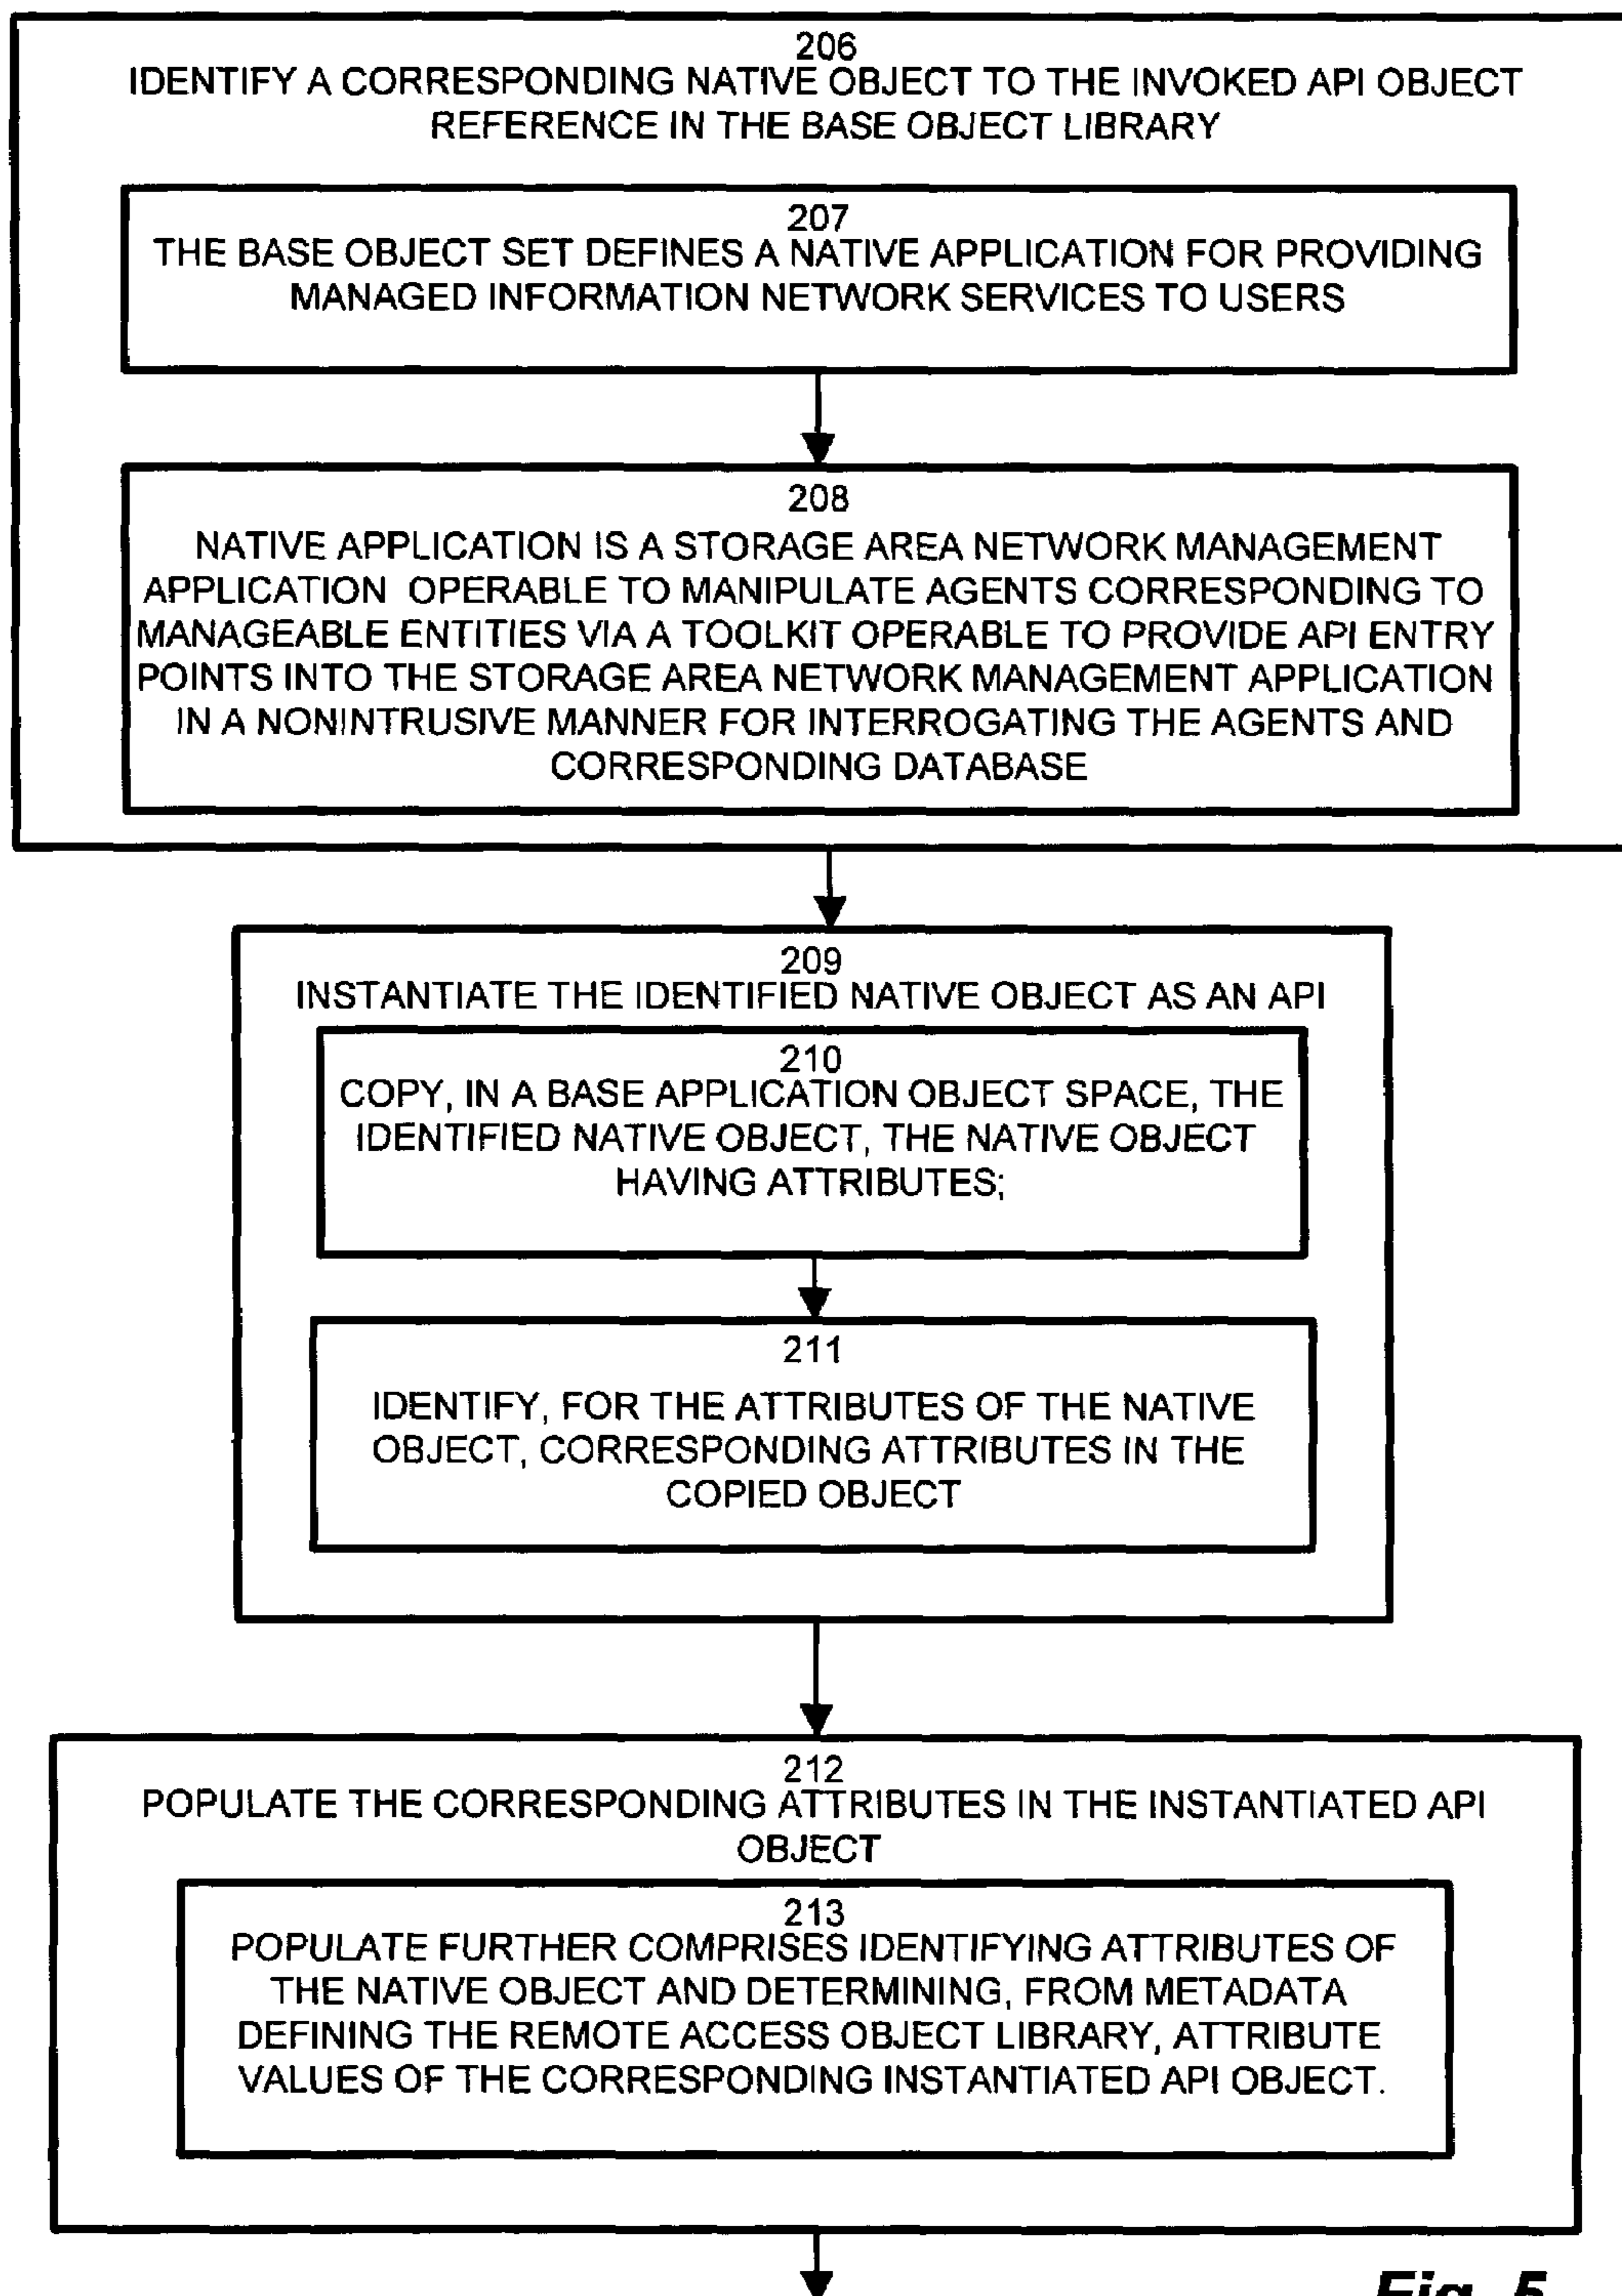 206
IDENTIFY A CORRESPONDING NATIVE OBJECT TO THE INVOKED API OBJECT
REFERENCE IN THE BASE OBJECT LIBRARY
207
THE BASE OBJECT SET DEFINES A NATIVE APPLICATION FOR PROVIDING
MANAGED INFORMATION NETWORK SERVICES TO USERS
208
NATIVE APPLICATION IS A STORAGE AREA NETWORK MANAGEMENT
APPLICATION OPERABLE TO MANIPULATE AGENTS CORRESPONDING TO
MANAGEABLE ENTITIES VIA A TOOLKIT OPERABLE TO PROVIDE API ENTRY
POINTS INTO THE STORAGE AREA NETWORK MANAGEMENT APPLICATION
IN A NONINTRUSIVE MANNER FOR INTERROGATING THE AGENTS AND
CORRESPONDING DATABASE
209
INSTANTIATE THE IDENTIFIED NATIVE OBJECT AS AN API
210
COPY, IN A BASE APPLICATION OBJECT SPACE, THE
IDENTIFIED NATIVE OBJECT, THE NATIVE OBJECT
HAVING ATTRIBUTES;
211
IDENTIFY, FOR THE ATTRIBUTES OF THE NATIVE
OBJECT, CORRESPONDING ATTRIBUTES IN THE
COPIED OBJECT
212
POPULATE THE CORRESPONDING ATTRIBUTES IN THE INSTANTIATED API
OBJECT
213
POPULATE FURTHER COMPRISES IDENTIFYING ATTRIBUTES OF
THE NATIVE OBJECT AND DETERMINING, FROM METADATA
DEFINING THE REMOTE ACCESS OBJECT LIBRARY, ATTRIBUTE
VALUES OF THE CORRESPONDING INSTANTIATED API OBJECT.
Fig. 5